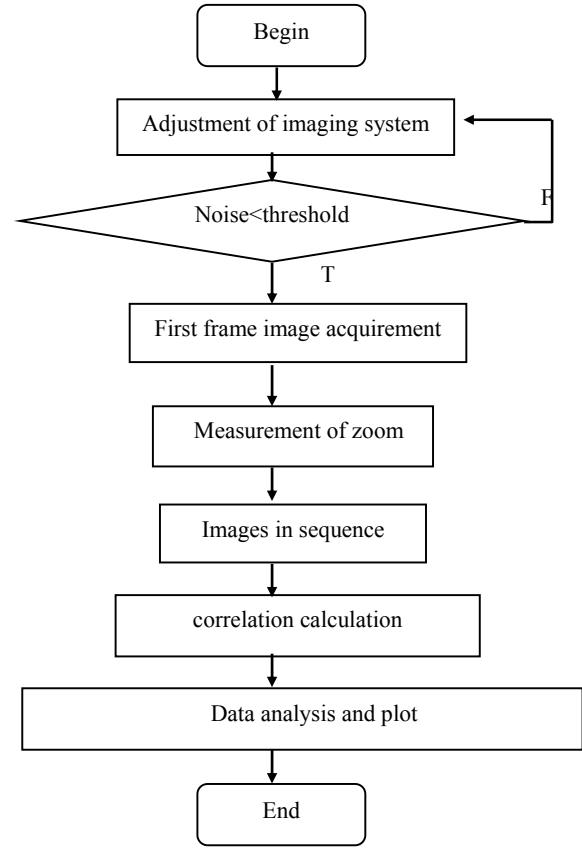 Begin
Adjustment of imaging system
Noise<threshold
F
T
First frame image acquirement
Measurement of zoom
Images in sequence
correlation calculation
Data analysis and plot
End